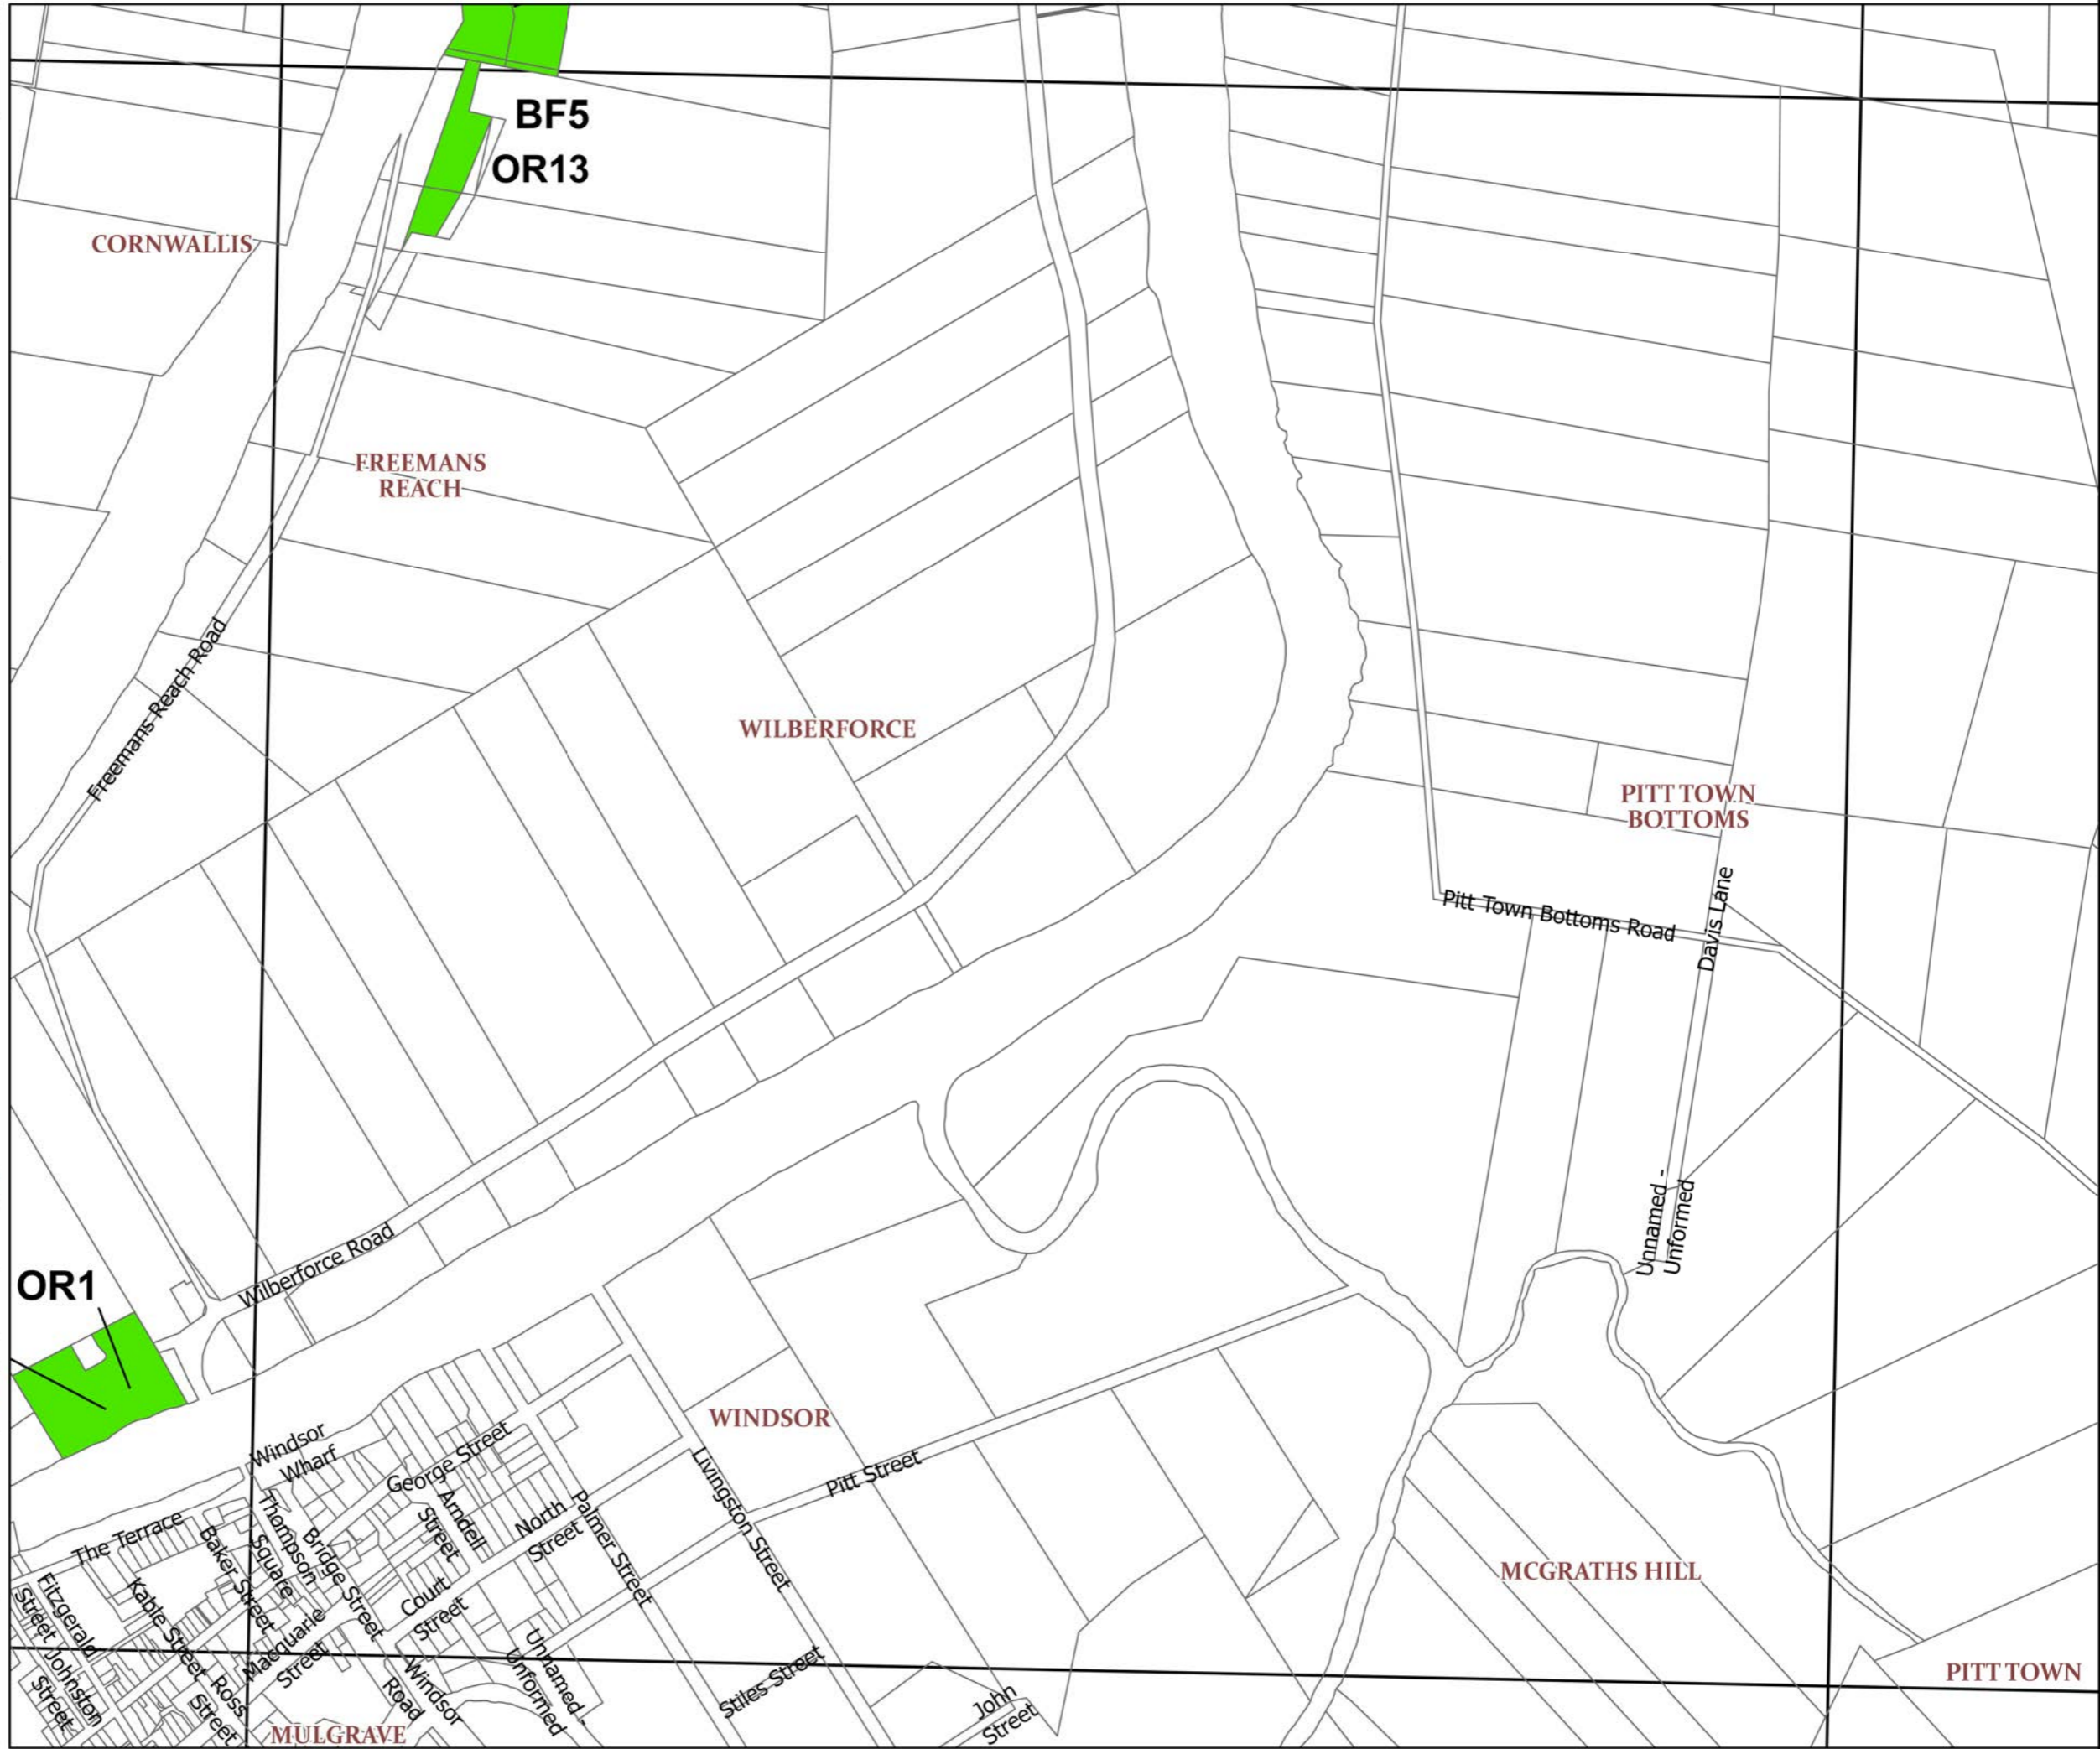 BF5
OR13
CORNWALLIS
FREEMANS
REACH
Freemans Reach Road
WILBERFORCE
PITT TOWN
BOTTOMS
Pitt Town Bottoms Road
Davis Lane
Unnamed -
Unformed
OR1
Wilberforce Road
WINDSOR
Windsor
Wharf
George Street
Arndell
Street
North
Street
Palmer Street
Livingston Street
Pitt Street
The Terrace
Thompson
Square
Bridge Street
Baker Street
Kable Street
Fitzgerald
Street
Court
Street
Macquarie
Street
MCGRATHS HILL
Johnston
Street
Ross
Street
Windsor
Road
Unnamed -
Unformed
Stiles Street
John
Street
PITT TOWN
MULGRAVE